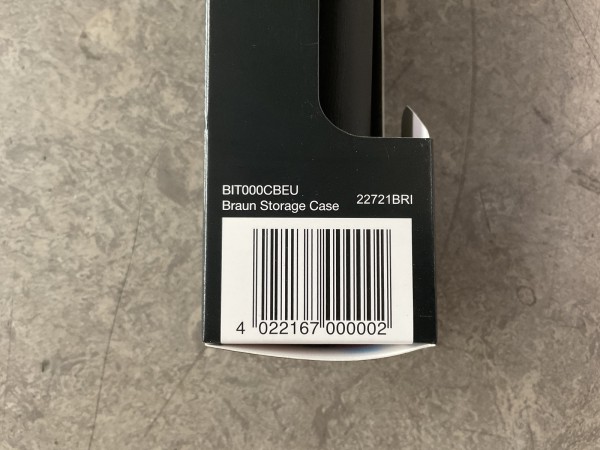 BIT000CBEU
Braun Storage Case 22721BRI
4 022167 000002